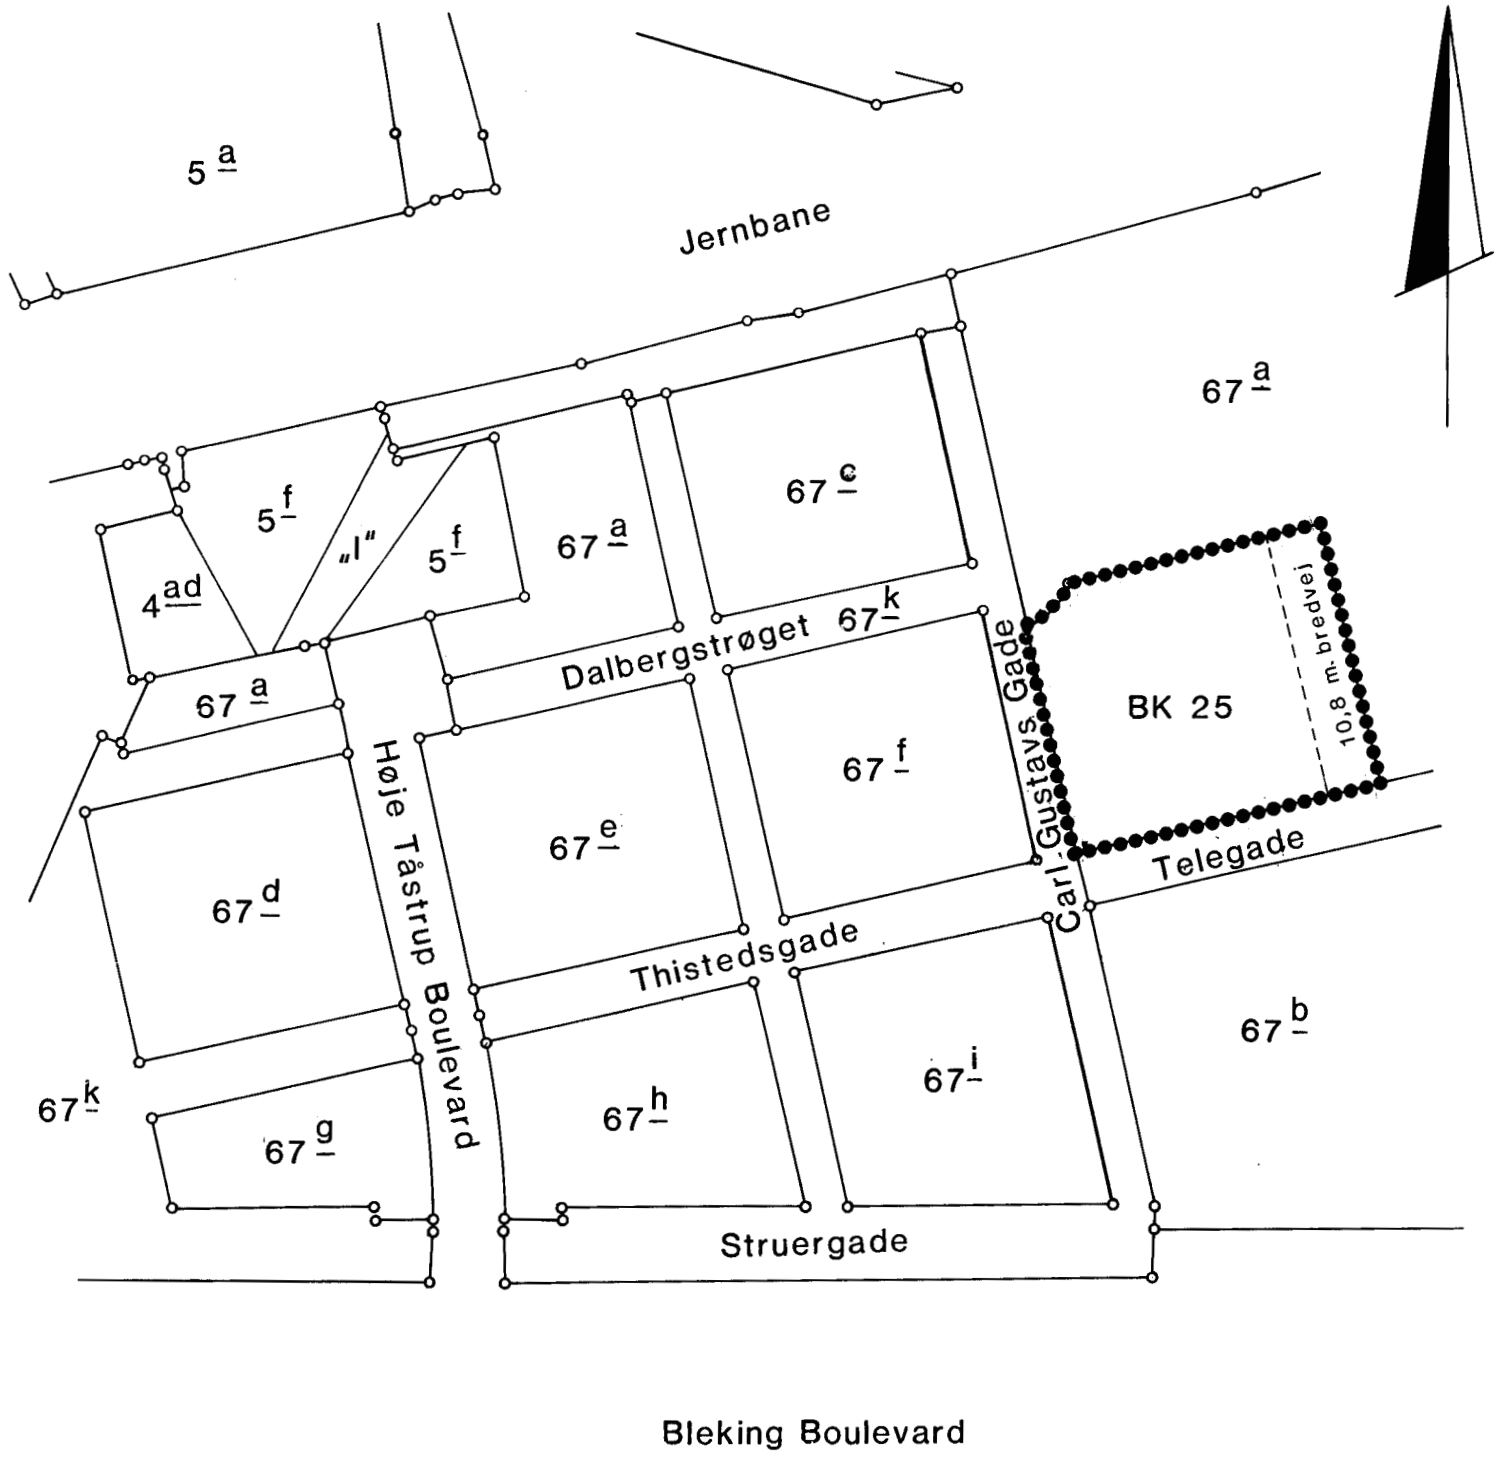 5 a
Jernbane
67 a
67 c
5 f
"I"
5 f
67 a
4 ad
67 k
Dalbergstrøget
67 a
Carl Gustavs Gade
BK 25
10,8 m. bredvej
67 f
Høje Tåstrup Boulevard
67 e
Telegade
67 d
Thistedsgade
67 b
67 i
67 k
67 h
67 g
Struergade
Bleking Boulevard